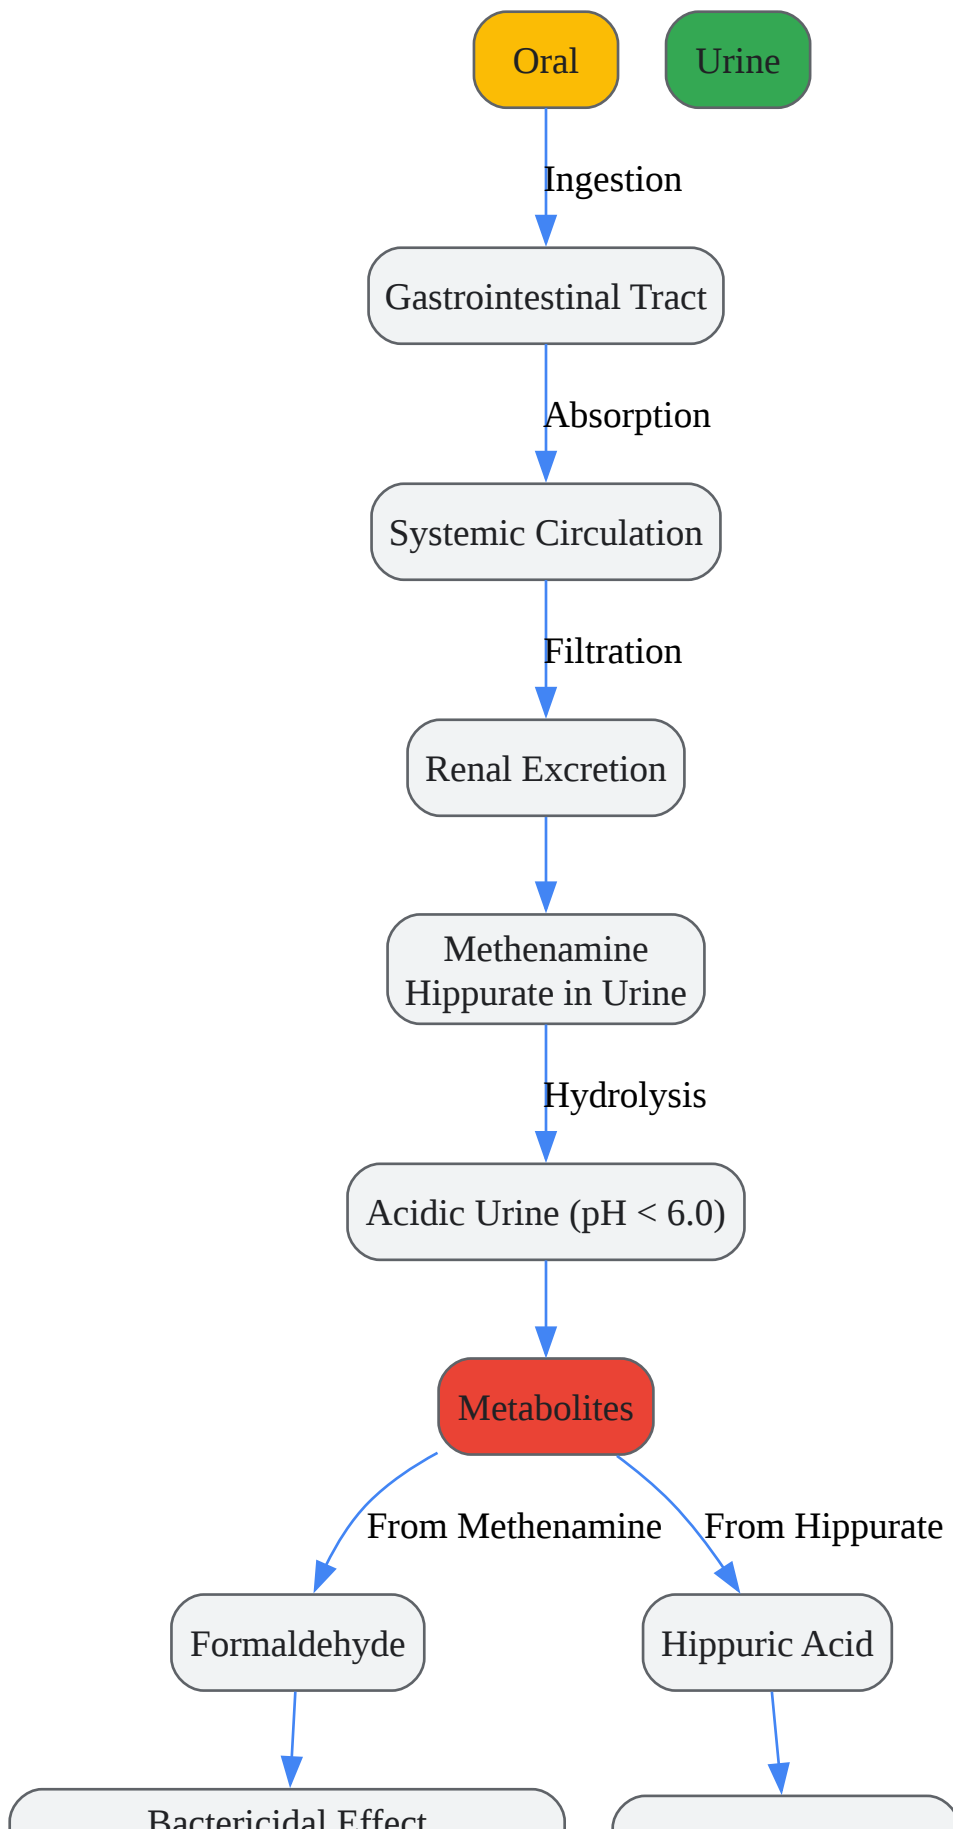 Oral
Urine
Ingestion
Gastrointestinal Tract
Absorption
Systemic Circulation
Filtration
Renal Excretion
Methenamine
Hippurate in Urine
Hydrolysis
Acidic Urine (pH < 6.0)
Metabolites
From Methenamine
From Hippurate
Formaldehyde
Hippuric Acid
Bactericidal Effect